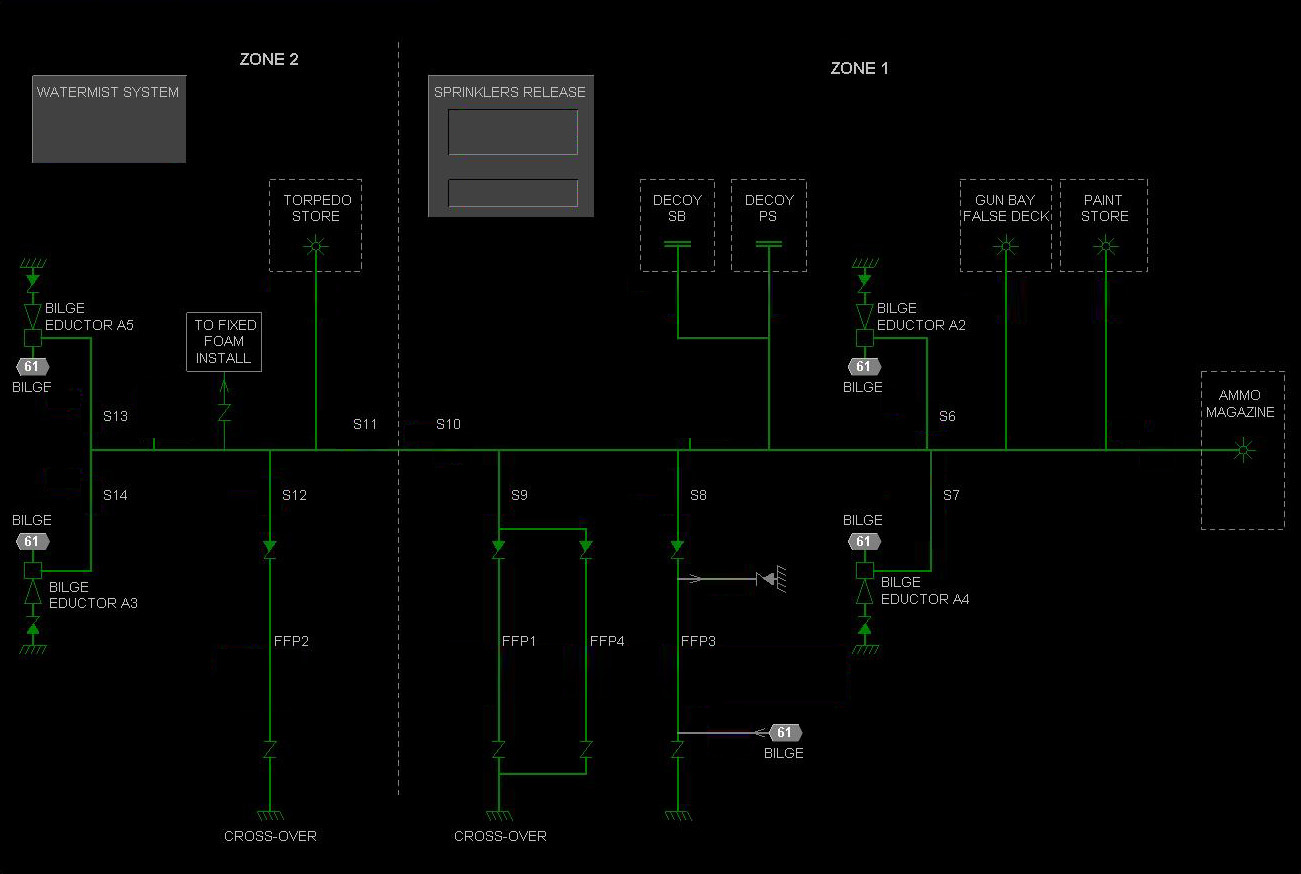 ZONE 2
ZONE 1
WATERMIST SYSTEM
SPRINKLERS RELEASE
TORPEDO
STORE
DECOY
SB
DECOY
PS
GUN BAY
FALSE DECK
PAINT
STORE
BILGE
EDUCTOR A5
61
BILGE
TO FIXED
FOAM
INSTALL
BILGE
EDUCTOR A2
61
BILGE
AMMO
MAGAZINE
S13
S11
S10
S6
S14
S12
S9
S8
S7
BILGE
61
BILGE
EDUCTOR A3
BILGE
61
BILGE
EDUCTOR A4
FFP2
FFP1
FFP4
FFP3
61
BILGE
CROSS-OVER
CROSS-OVER